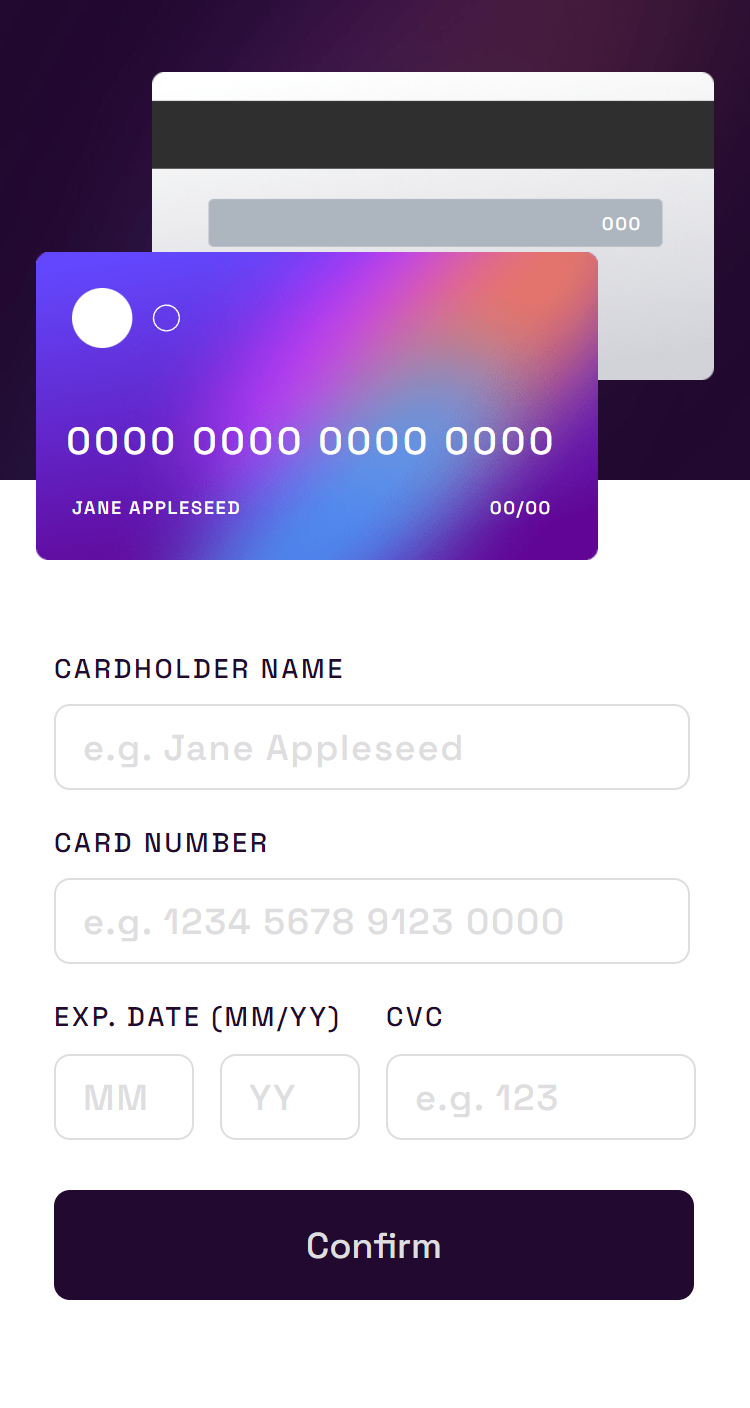 000
0000 0000 0000 0000
JANE APPLESEED 00/00
CARDHOLDER NAME
e.g. Jane Appleseed
CARD NUMBER
e.g. 1234 5678 9123 0000
EXP. DATE (MM/YY) CVC
MM YY e.g. 123
Confirm